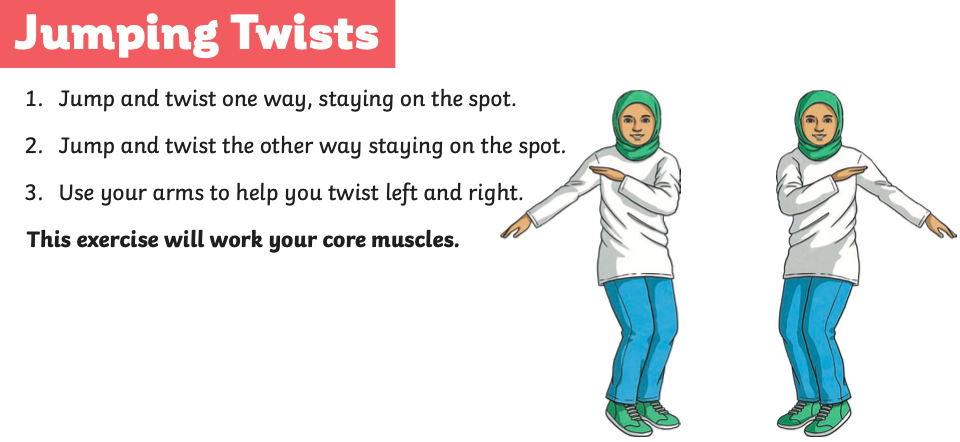 Jumping Twists
1. Jump and twist one way, staying on the spot.
2. Jump and twist the other way staying on the spot.
3. Use your arms to help you twist left and right.
This exercise will work your core muscles.